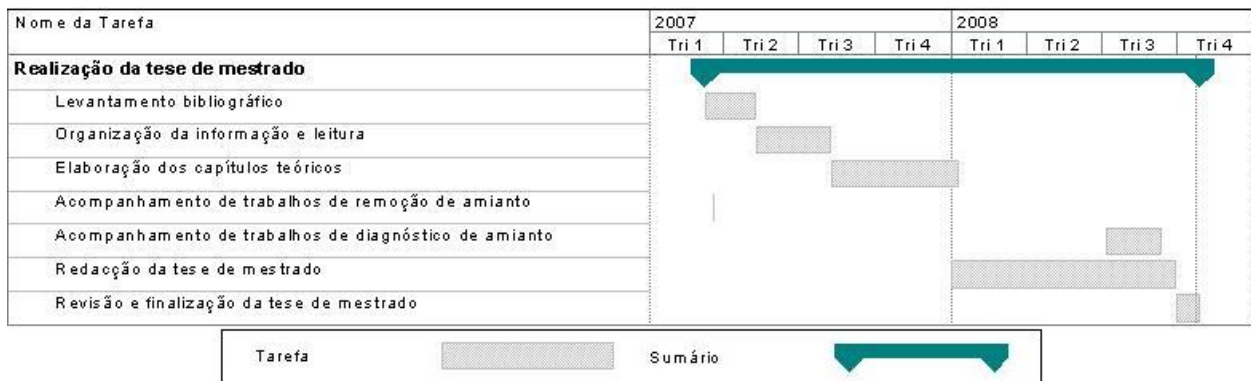 Nome da Tarefa 2007 2008
Tri 1 Tri 2 Tri 3 Tri 4 Tri 1 Tri 2 Tri 3 Tri 4
Realização da tese de mestrado
Levantamento bibliográfico
Organização da informação e leitura
Elaboração dos capítulos teóricos
Acompanhamento de trabalhos de remoção de amianto
Acompanhamento de trabalhos de diagnóstico de amianto
Redacção da tese de mestrado
Revisão e finalização da tese de mestrado
Tarefa Sumário